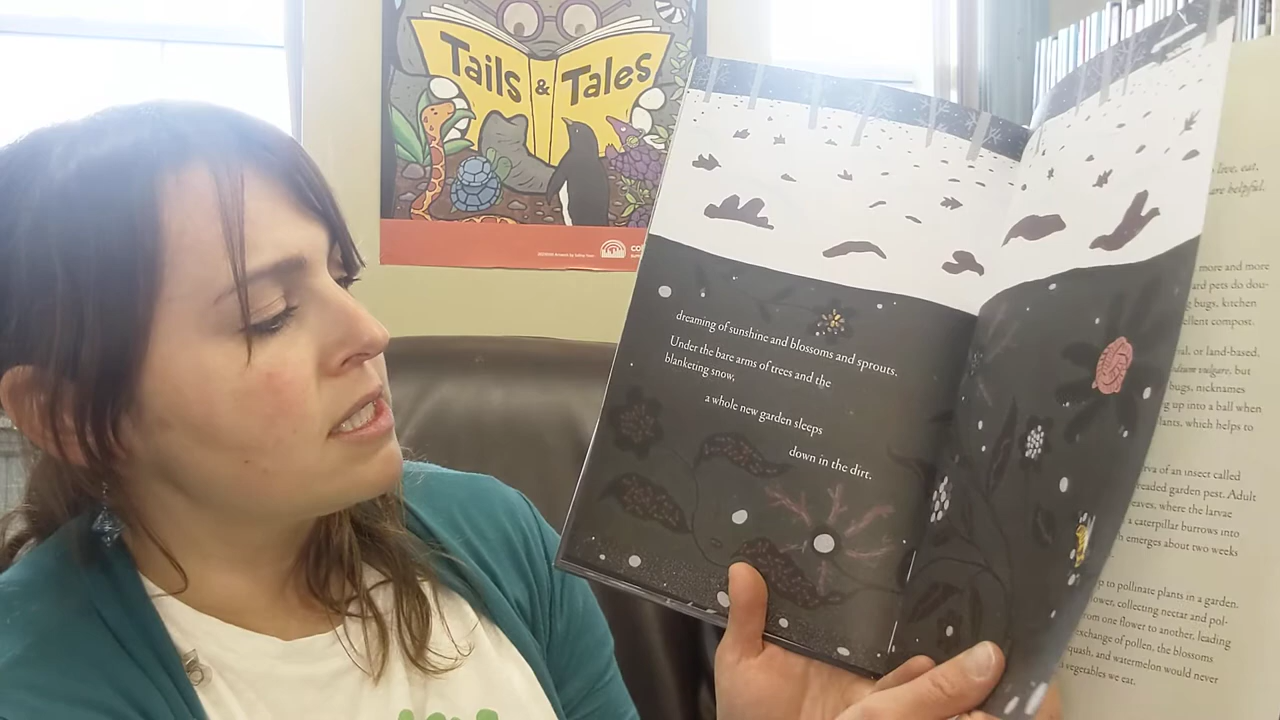 Tails & Tales
dreaming of sunshine and blossoms and sprouts.
Under the bare arms of trees and the
blanketing snow,
a whole new garden sleeps
down in the dirt.
love, eat,
are helpful.
more and more
ard pets do dou-
g bugs, kitchen
ellent compost.
al, or land-based,
but
bugs, nicknames
g up into a ball when
lants, which helps to
rva of an insect called
readed garden pest. Adult
eaves, where the larvae
a caterpillar burrows into
h emerges about two weeks
p to pollinate plants in a garden.
ower, collecting nectar and pol-
rom one flower to another, leading
exchange of pollen, the blossoms
quash, and watermelon would never
vegetables we eat.